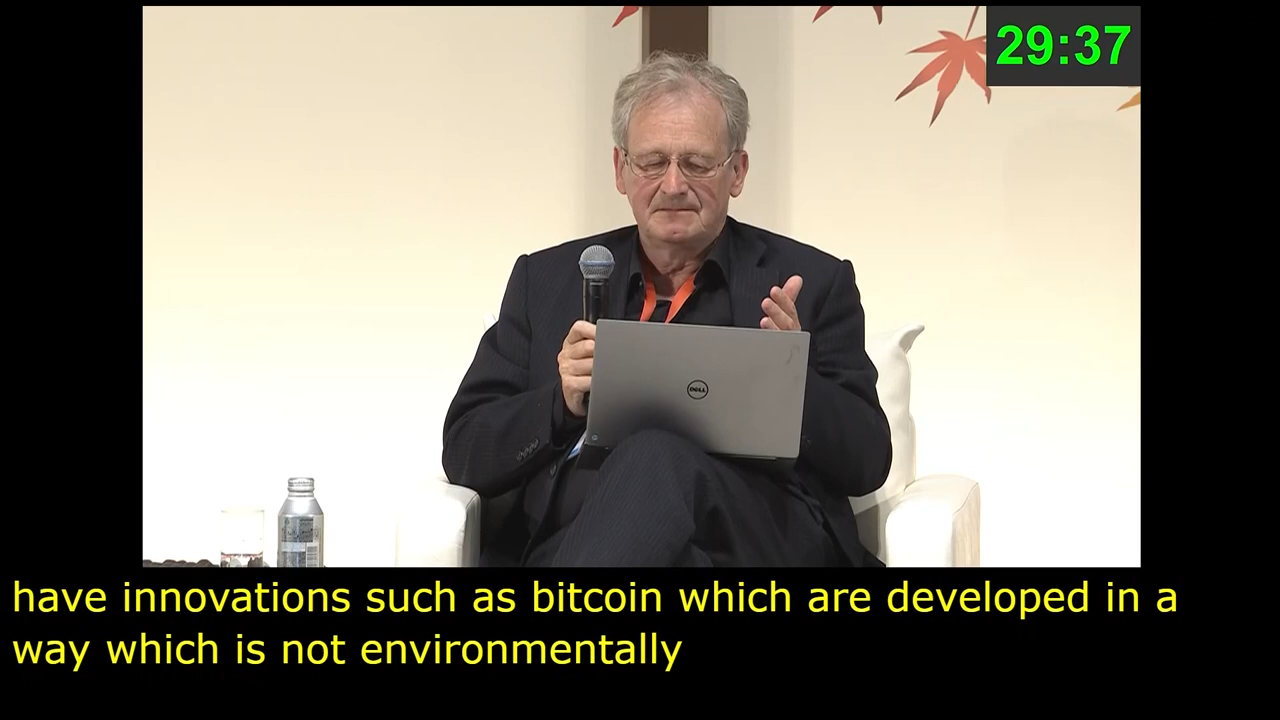 29:37
DELL
have innovations such as bitcoin which are developed in a
way which is not environmentally